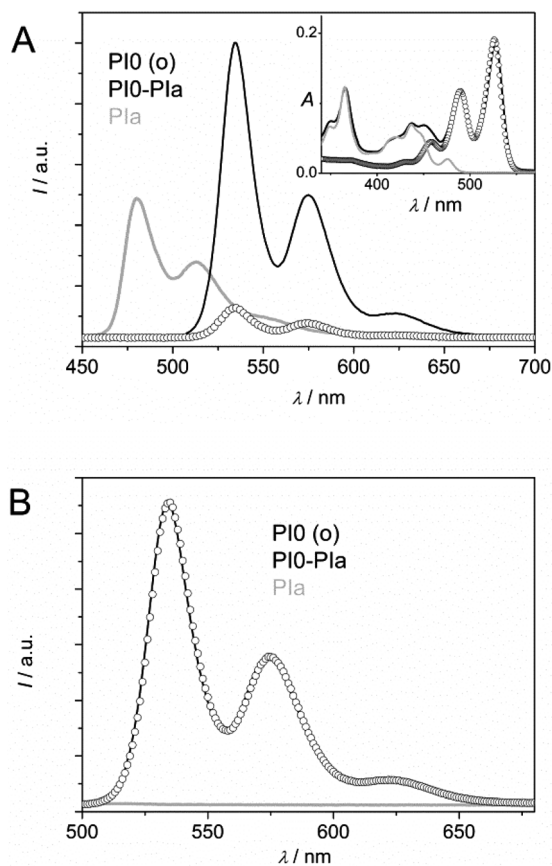 A
PI0 (o)
PI0-PIa
PIa
I / a.u.
450 500 550 600 650 700
λ / nm
0.2
A
0.0
400 500
λ / nm
B
PI0 (o)
PI0-PIa
PIa
I / a.u.
500 550 600 650
λ / nm